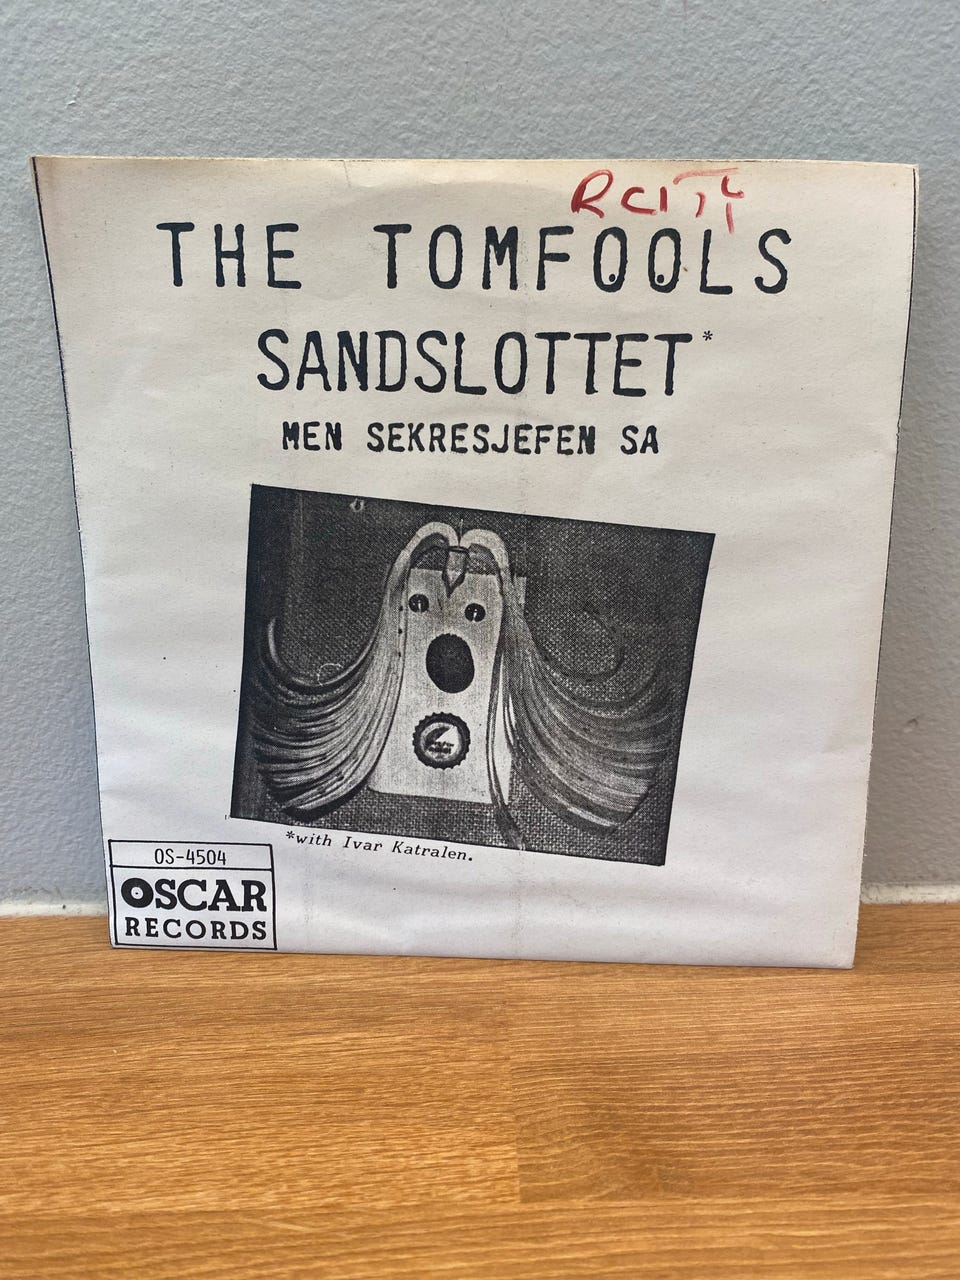 THE TOMFOOLS
SANDSLOTTET*
MEN SEKRESJEFEN SA
*with Ivar Katralen.
OS-4504
OSCAR
RECORDS